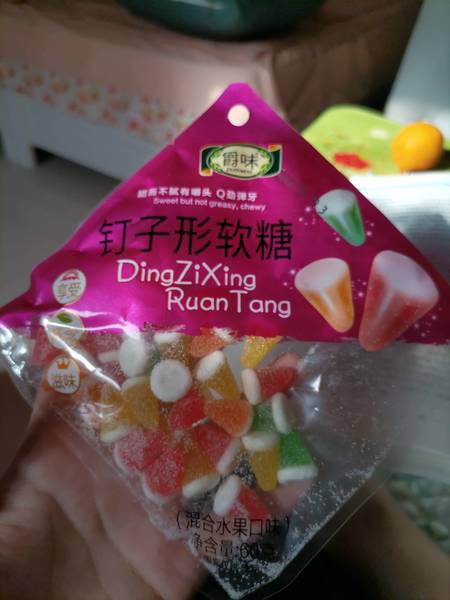 爵味
甜而不腻有嚼头 Q劲弹牙
Sweet but not greasy, chewy
钉子形软糖
DingZiXing
RuanTang
享受
滋味
(混合水果口味)
净含量:60克